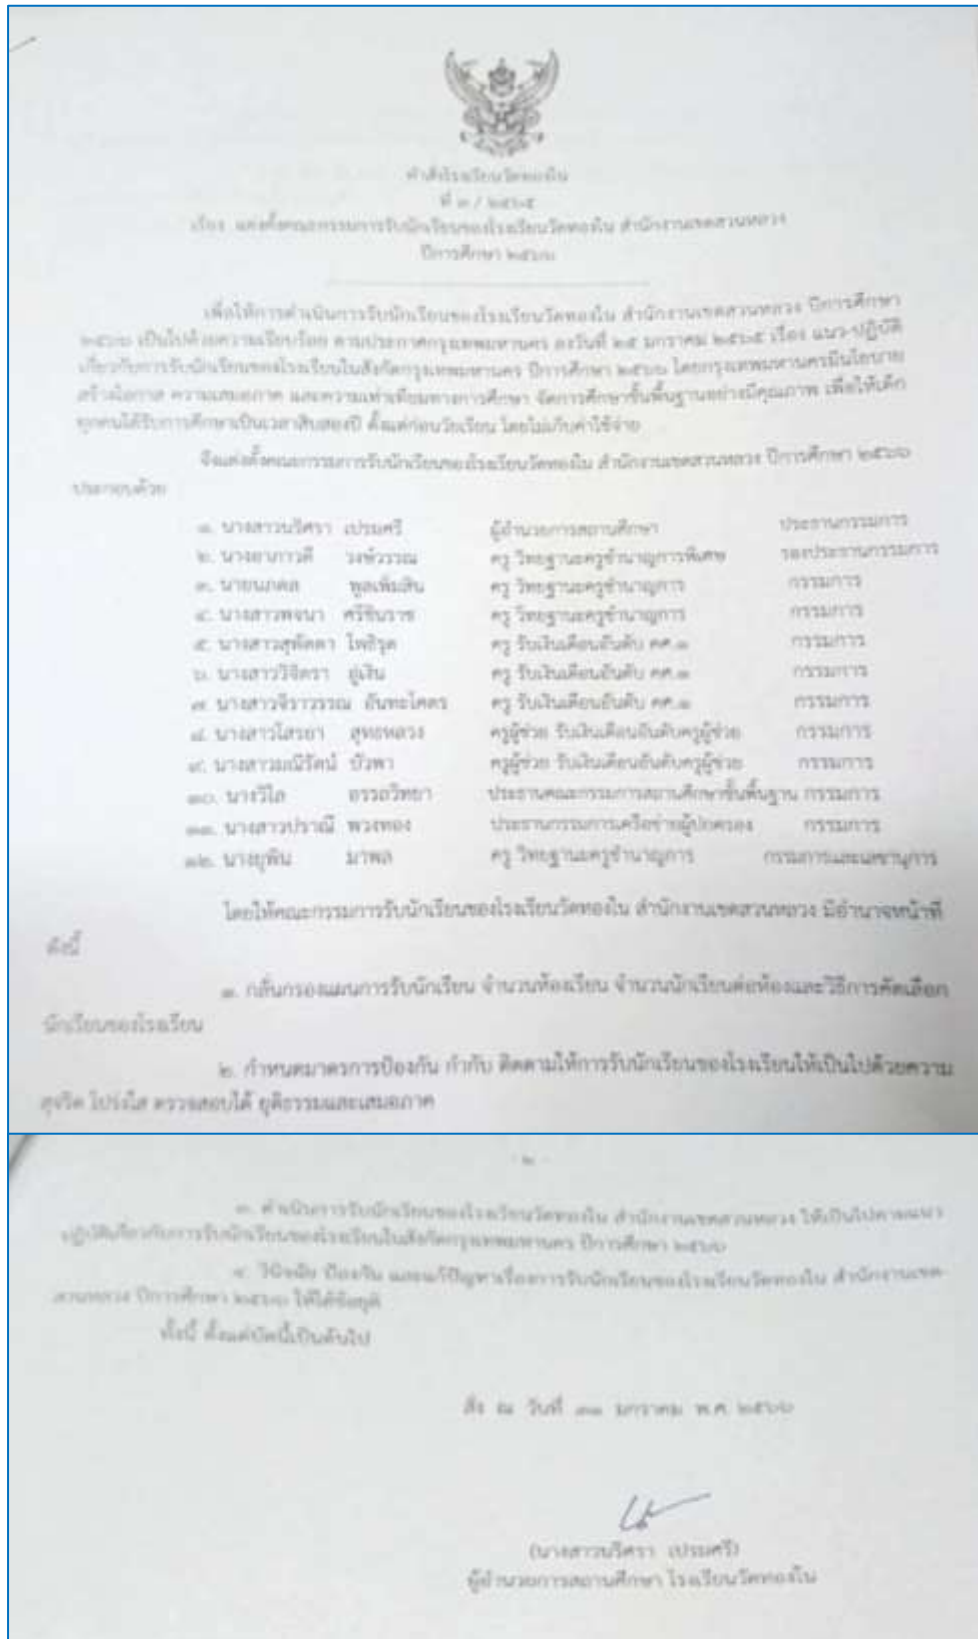 คำสั่งโรงเรียนวัดทองใน
ที่ / ๒๕๖๕
เรื่อง แต่งตั้งคณะกรรมการรับนักเรียนของโรงเรียนวัดทองใน สำนักงานเขตสวนหลวง
ปีการศึกษา ๒๕๖๖
เพื่อให้การดำเนินการรับนักเรียนของโรงเรียนวัดทองใน สำนักงานเขตสวนหลวง ปีการศึกษา
๒๕๖๖ เป็นไปด้วยความเรียบร้อย ตามประกาศกรุงเทพมหานคร ลงวันที่ ๒๕ มกราคม ๒๕๖๕ เรื่อง แนวปฏิบัติ
เกี่ยวกับการรับนักเรียนของโรงเรียนในสังกัดกรุงเทพมหานคร ปีการศึกษา ๒๕๖๖ โดยกรุงเทพมหานครมีนโยบาย
สร้างโอกาส ความเสมอภาค และความเท่าเทียมทางการศึกษา จัดการศึกษาขั้นพื้นฐานอย่างมีคุณภาพ เพื่อให้เด็ก
ทุกคนได้รับการศึกษาเป็นเวลาสิบสองปี ตั้งแต่ก่อนวัยเรียน โดยไม่เก็บค่าใช้จ่าย
จึงแต่งตั้งคณะกรรมการรับนักเรียนของโรงเรียนวัดทองใน สำนักงานเขตสวนหลวง ปีการศึกษา ๒๕๖๖
ประกอบด้วย
๑. นางสาวนริศรา เปรมศรี ผู้อำนวยการสถานศึกษา ประธานกรรมการ
๒. นางอาภาวดี วงษ์วรรณ ครู วิทยฐานะครูชำนาญการพิเศษ รองประธานกรรมการ
๓. นายนภดล พูลเพิ่มสิน ครู วิทยฐานะครูชำนาญการ กรรมการ
๔. นางสาวพจนา ศรีชินราช ครู วิทยฐานะครูชำนาญการ กรรมการ
๕. นางสาวสุพัตตา โพธิรุด ครู รับเงินเดือนอันดับ คศ.๑ กรรมการ
๖. นางสาววิจิตรา อู่เงิน ครู รับเงินเดือนอันดับ คศ.๑ กรรมการ
๗. นางสาวจิราวรรณ อันทะโคตร ครู รับเงินเดือนอันดับ คศ.๑ กรรมการ
๘. นางสาวโสรยา สุทธหลวง ครูผู้ช่วย รับเงินเดือนอันดับครูผู้ช่วย กรรมการ
๙. นางสาวมณีรัตน์ บัวพา ครูผู้ช่วย รับเงินเดือนอันดับครูผู้ช่วย กรรมการ
๑๐. นางวิไล อรรถวิทยา ประธานคณะกรรมการสถานศึกษาขั้นพื้นฐาน กรรมการ
๑๑. นางสาวปราณี พวงทอง ประธานกรรมการเครือข่ายผู้ปกครอง กรรมการ
๑๒. นางยุพิน มาพล ครู วิทยฐานะครูชำนาญการ กรรมการและเลขานุการ
โดยให้คณะกรรมการรับนักเรียนของโรงเรียนวัดทองใน สำนักงานเขตสวนหลวง มีอำนาจหน้าที่
ดังนี้
๑. กลั่นกรองแผนการรับนักเรียน จำนวนห้องเรียน จำนวนนักเรียนต่อห้องและวิธีการคัดเลือก
นักเรียนของโรงเรียน
๒. กำหนดมาตรการป้องกัน กำกับ ติดตามให้การรับนักเรียนของโรงเรียนให้เป็นไปด้วยความ
สุจริต โปร่งใส ตรวจสอบได้ ยุติธรรมและเสมอภาค
- ๒ -
๓. ดำเนินการรับนักเรียนของโรงเรียนวัดทองใน สำนักงานเขตสวนหลวง ให้เป็นไปตามแนว
ปฏิบัติเกี่ยวกับการรับนักเรียนของโรงเรียนในสังกัดกรุงเทพมหานคร ปีการศึกษา ๒๕๖๖
๔. วินิจฉัย ป้องกัน และแก้ปัญหาเรื่องการรับนักเรียนของโรงเรียนวัดทองใน สำนักงานเขต-
สวนหลวง ปีการศึกษา ๒๕๖๖ ให้ได้ข้อยุติ
ทั้งนี้ ตั้งแต่บัดนี้เป็นต้นไป
สั่ง ณ วันที่ ๓๑ มกราคม พ.ศ. ๒๕๖๖
(นางสาวนริศรา เปรมศรี)
ผู้อำนวยการสถานศึกษา โรงเรียนวัดทองใน